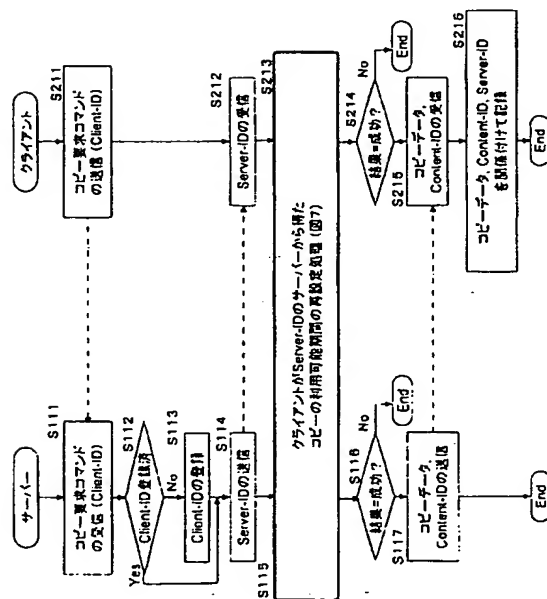 サーバー
S111
コピー要求コマンド
の受信 (Client-ID)
S112
Client-ID登録済
Yes
No
S113
Client-IDの登録
S114
Server-IDの送信
S115
クライアントがServer-IDのサーバーから得た
コピーの利用可能期間の再設定処理 (図7)
S116
結果=成功?
No
End
S117
コピーデータ,
Content-IDの送信
End
クライアント
S211
コピー要求コマンド
の送信 (Client-ID)
S212
Server-IDの受信
S213
S214
結果=成功?
No
End
S215
コピーデータ,
Content-IDの受信
S216
コピーデータ, Content-ID, Server-ID
を関係付けて記録
End